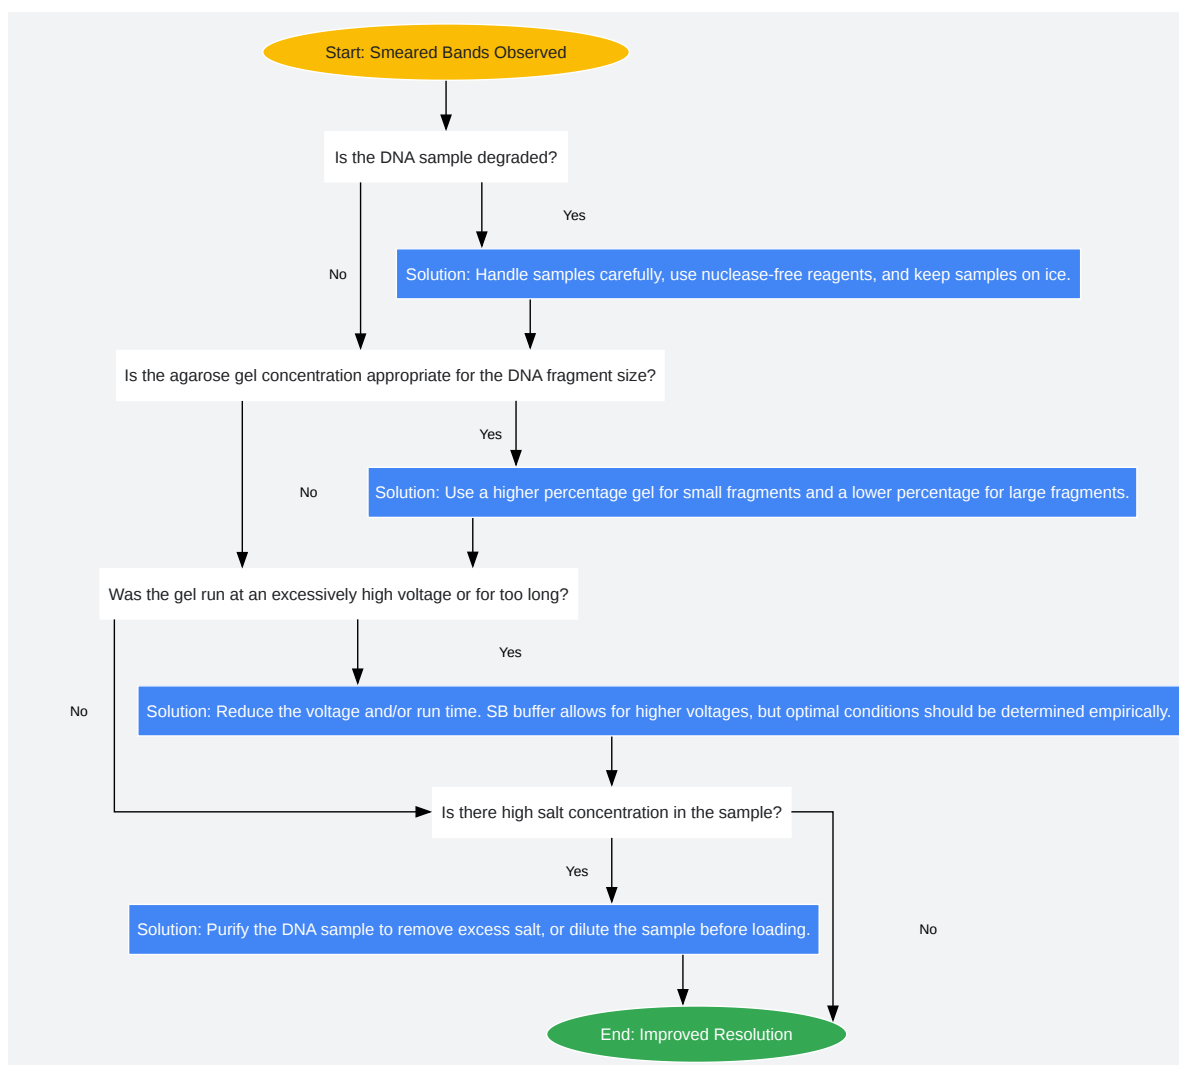 Start: Smeared Bands Observed
Is the DNA sample degraded?
Yes
No
Solution: Handle samples carefully, use nuclease-free reagents, and keep samples on ice.
Is the agarose gel concentration appropriate for the DNA fragment size?
Yes
No
Solution: Use a higher percentage gel for small fragments and a lower percentage for large fragments.
Was the gel run at an excessively high voltage or for too long?
Yes
No
Solution: Reduce the voltage and/or run time. SB buffer allows for higher voltages, but optimal conditions should be determined empirically.
Is there high salt concentration in the sample?
Yes
Solution: Purify the DNA sample to remove excess salt, or dilute the sample before loading.
No
End: Improved Resolution